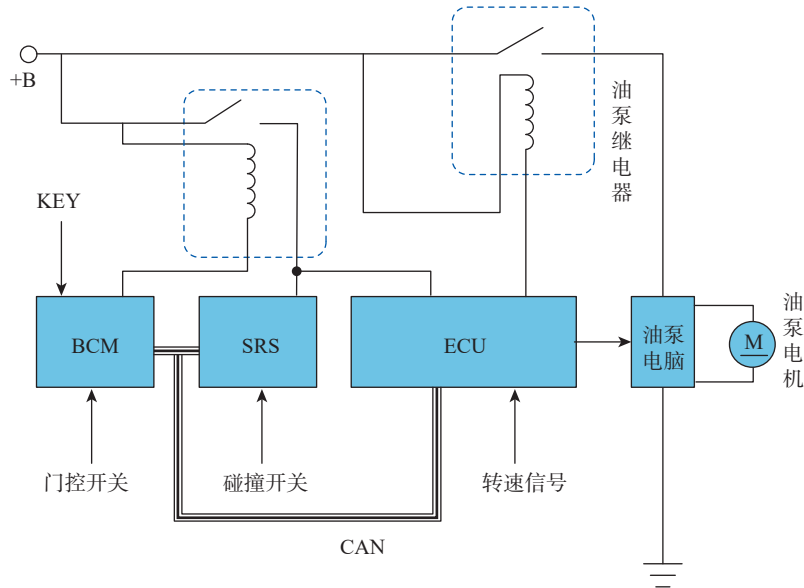 +B
油泵继电器
KEY
BCM
SRS
ECU
油泵
电脑
M
油泵电机
门控开关
碰撞开关
转速信号
CAN